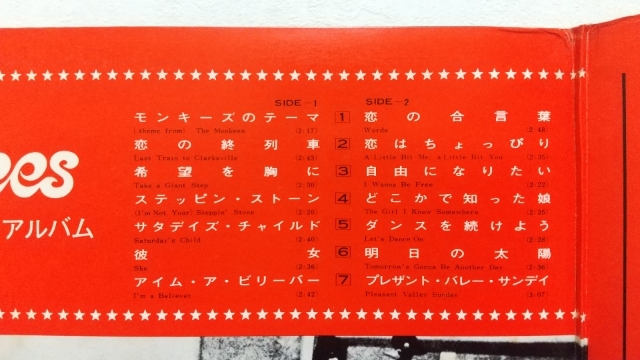 SIDE-1
モンキーズのテーマ
(theme from) The Monkees (2:17)
恋の終列車
Last Train to Clarksville (2:43)
希望を胸に
Take a Giant Step (2:30)
ステッピン・ストーン
(I'm Not Your) Steppin' Stone (2:20)
サタデイズ・チャイルド
Saturday's Child (2:40)
彼女
She (2:36)
アイム・ア・ビリーバー
I'm a Believer (2:42)
1
2
3
4
5
6
7
SIDE-2
恋の合言葉
Words (2:48)
恋はちょっぴり
A Little Bit Me, a Little Bit You (2:35)
自由になりたい
I Wanna Be Free (2:22)
どこかで知った娘
The Girl I Know Somewhere (2:25)
ダンスを続けよう
Let's Dance On (2:28)
明日の太陽
Tomorrow's Gonna Be Another Day (2:36)
プレザント・バレー・サンデイ
Pleasant Valley Sunday (3:07)
ees
アルバム